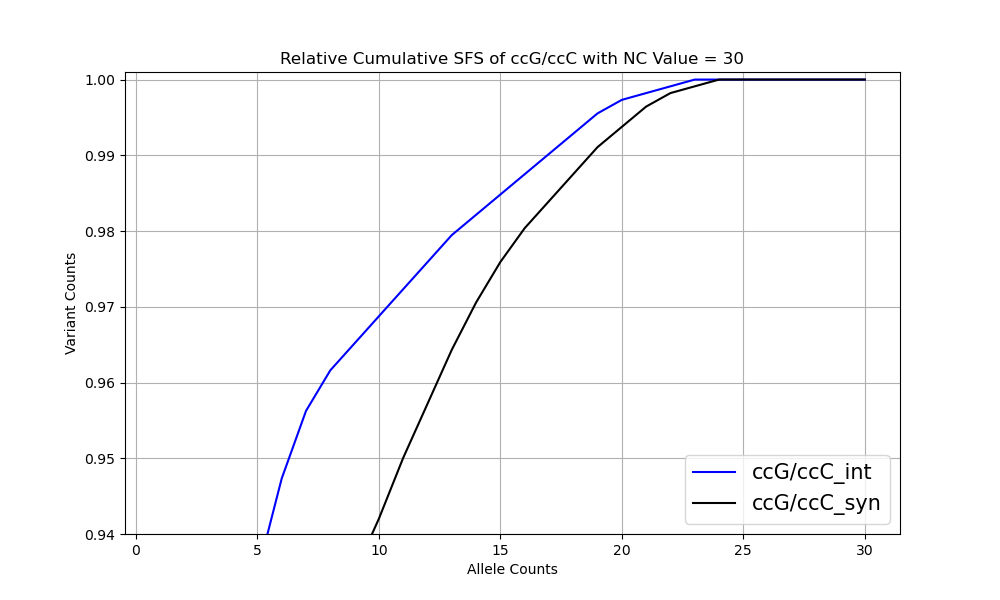 Relative Cumulative SFS of ccG/ccC with NC Value = 30
Variant Counts
1.00
0.99
0.98
0.97
0.96
0.95
0.94
0 5 10 15 20 25 30
Allele Counts
ccG/ccC_int
ccG/ccC_syn